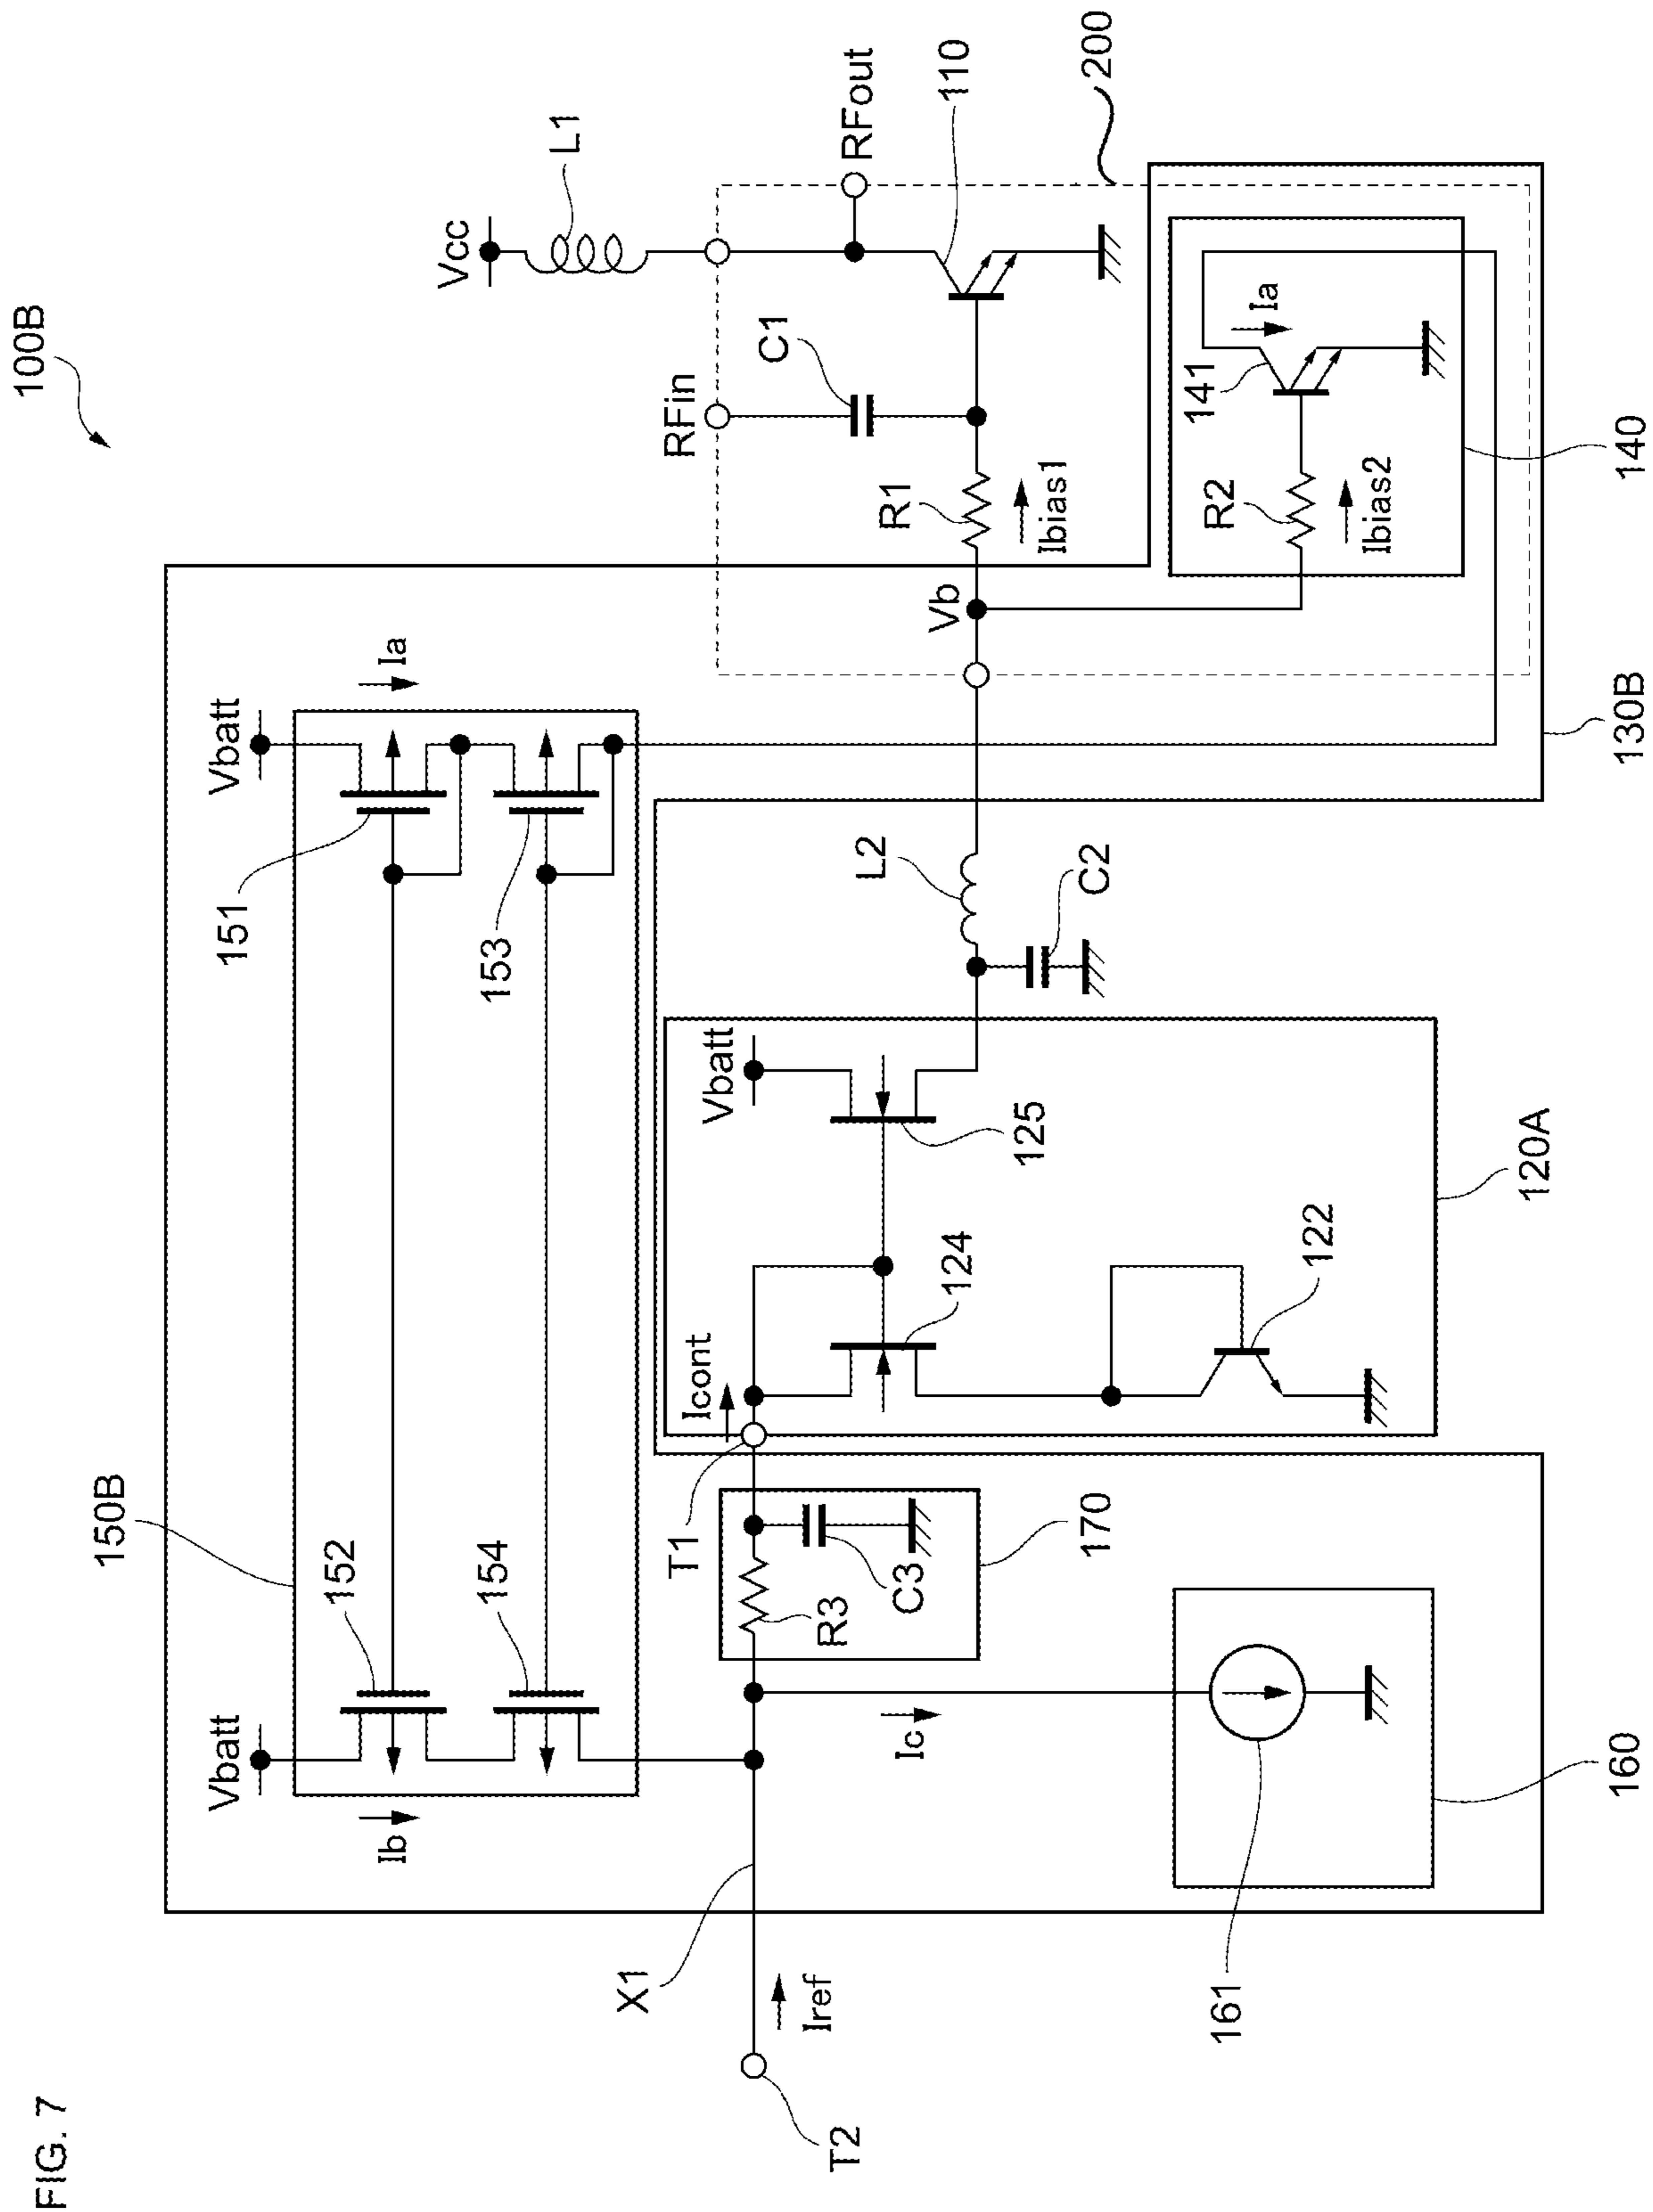 FIG. 7
100B
Vcc
L1
RFout
110
200
RFin
C1
R1
Ibias1
Vb
Ia
141
R2
Ibias2
140
130B
Vbatt
Ia
151
153
L2
C2
Vbatt
125
120A
124
122
Icont
T1
150B
152
154
170
R3
C3
Vbatt
Ib
Ic
160
161
X1
Iref
T2